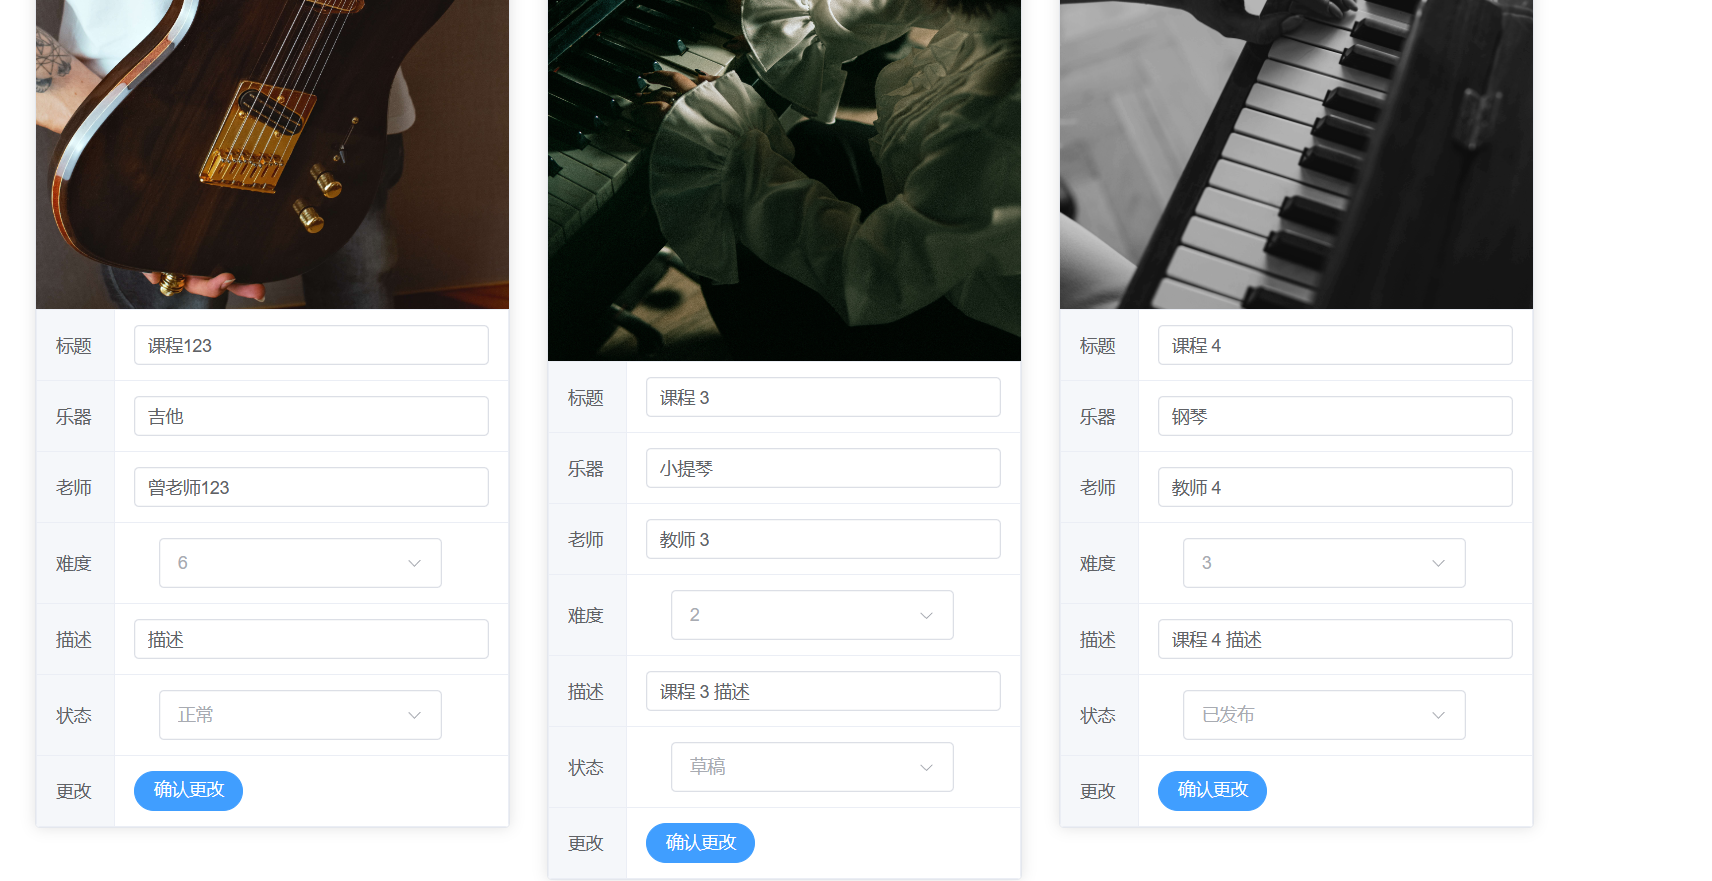 标题 课程123
乐器 吉他
老师 曾老师123
难度 6
描述 描述
状态 正常
更改 确认更改
标题 课程 3
乐器 小提琴
老师 教师 3
难度 2
描述 课程 3 描述
状态 草稿
更改 确认更改
标题 课程 4
乐器 钢琴
老师 教师 4
难度 3
描述 课程 4 描述
状态 已发布
更改 确认更改